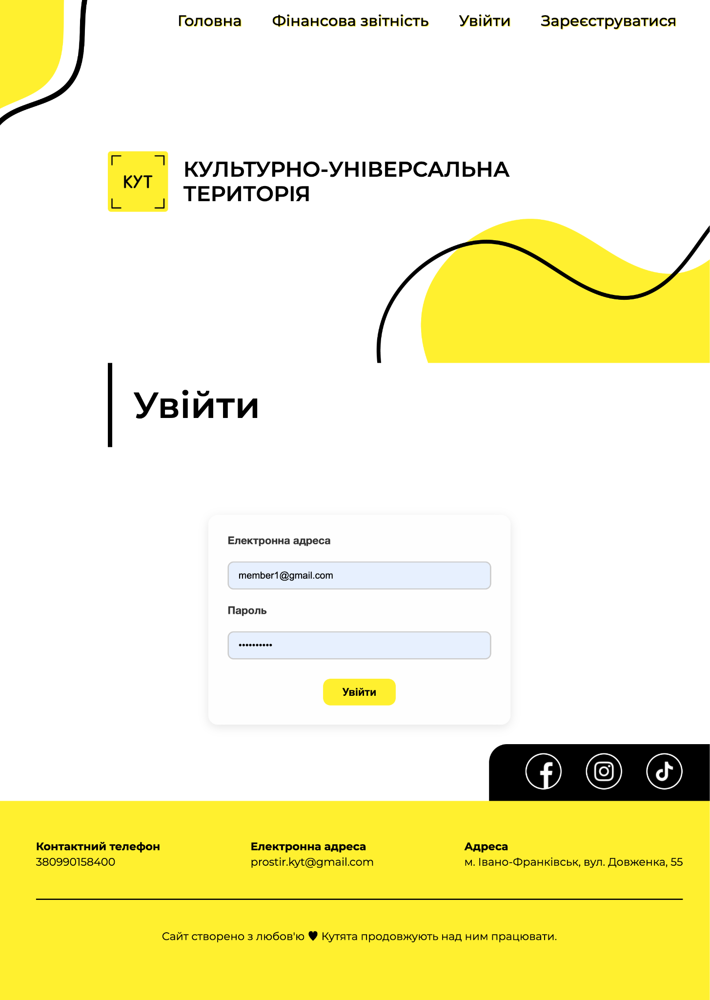 Головна Фінансова звітність Увійти Зареєструватися
КУТ
КУЛЬТУРНО-УНІВЕРСАЛЬНА
ТЕРИТОРІЯ
Увійти
Електронна адреса
member1@gmail.com
Пароль
••••••••••
Увійти
Контактний телефон
380990158400
Електронна адреса
prostir.kyt@gmail.com
Адреса
м. Івано-Франківськ, вул. Довженка, 55
Сайт створено з любов'ю ♥ Кутята продовжують над ним працювати.